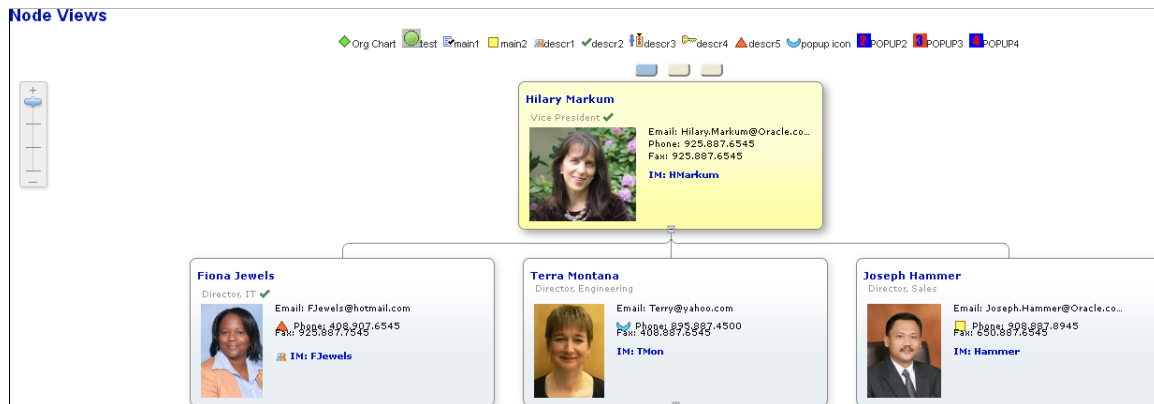 Node Views
Org Chart test main1 main2 descr1 descr2 descr3 descr4 descr5 popup icon 2 POPUP2 3 POPUP3 4 POPUP4
Hilary Markum
Vice President
Email: Hilary.Markum@Oracle.co...
Phone: 925.887.6545
Fax: 925.887.6545
IM: HMarkum
Fiona Jewels
Director, IT
Email: FJewels@hotmail.com
Phone: 408.907.6545
Fax: 925.887.7545
IM: FJewels
Terra Montana
Director, Engineering
Email: Terry@yahoo.com
Phone: 895.887.4500
Fax: 408.887.6545
IM: TMon
Joseph Hammer
Director, Sales
Email: Joseph.Hammer@Oracle.co...
Phone: 908.887.8945
Fax: 650.887.6545
IM: Hammer